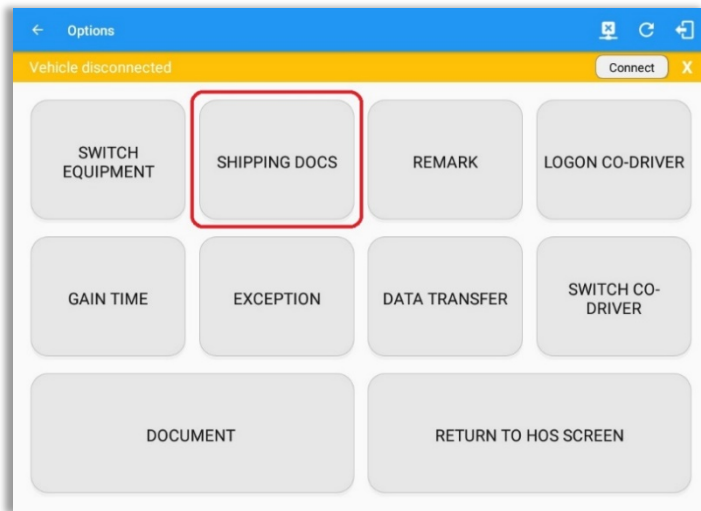 Options
Vehicle disconnected
Connect X
SWITCH
EQUIPMENT
SHIPPING DOCS
REMARK
LOGON CO-DRIVER
GAIN TIME
EXCEPTION
DATA TRANSFER
SWITCH CO-
DRIVER
DOCUMENT
RETURN TO HOS SCREEN